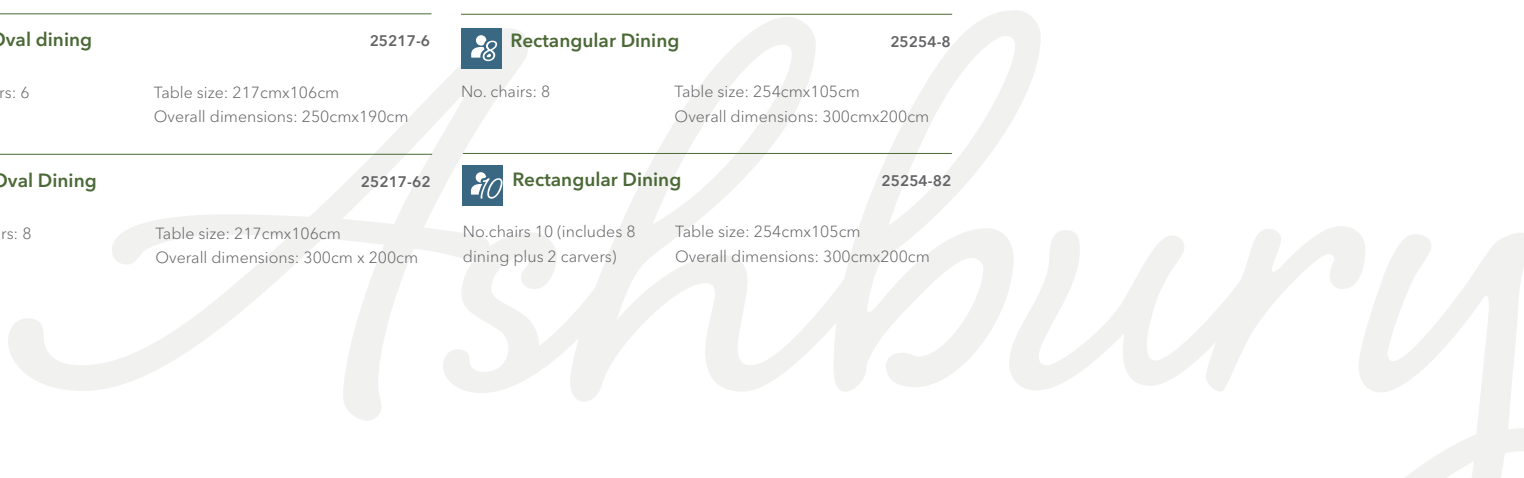 Oval dining 25217-6
rs: 6
Table size: 217cmx106cm
Overall dimensions: 250cmx190cm
8 Rectangular Dining 25254-8
No. chairs: 8
Table size: 254cmx105cm
Overall dimensions: 300cmx200cm
Oval Dining 25217-62
rs: 8
Table size: 217cmx106cm
Overall dimensions: 300cm x 200cm
10 Rectangular Dining 25254-82
No.chairs 10 (includes 8
dining plus 2 carvers)
Table size: 254cmx105cm
Overall dimensions: 300cmx200cm
Ashbury